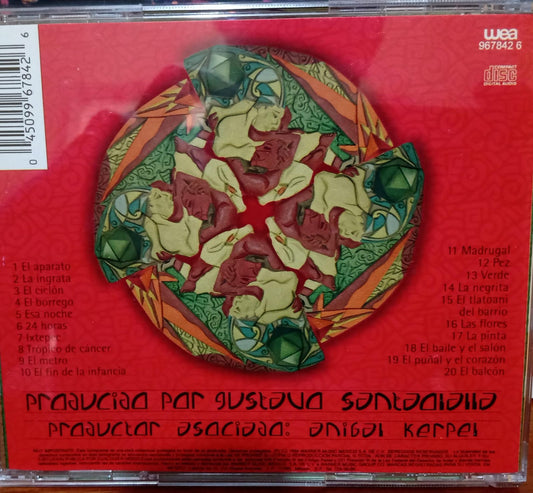 wea
967842 6
COMPACT
disc
DIGITAL AUDIO
0 45099 67842 6
1 El aparato
2 La ingrata
3 El ciclón
4 El borrego
5 Esa noche
6 24 horas
7 Ixtepec
8 Trópico de cáncer
9 El metro
10 El fin de la infancia
11 Madrugal
12 Pez
13 Verde
14 La negrita
15 El tlatoani
del barrio
16 Las flores
17 La pinta
18 El baile y el salón
19 El puñal y el corazón
20 El balcón
producido por gustavo santaolalla
productor asociado: anibal kerpel